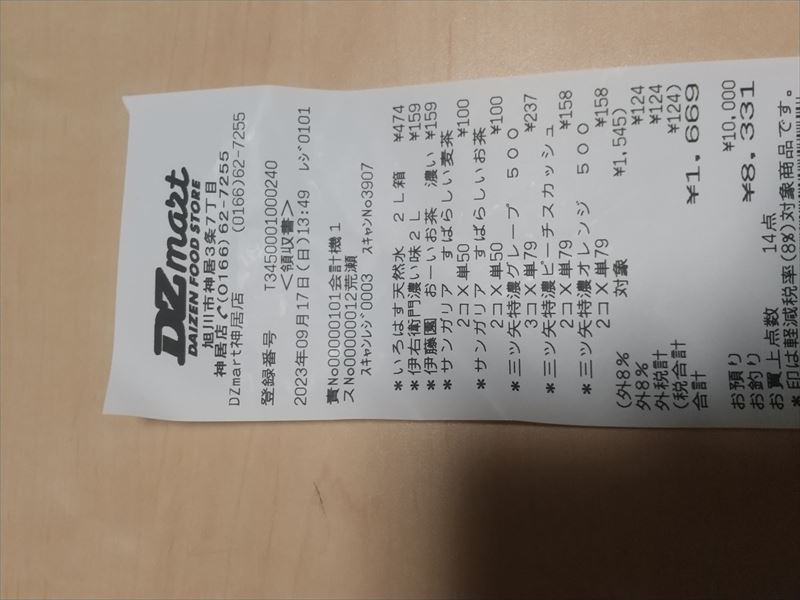 DZmart
DAIZEN FOOD STORE
旭川市神居3条7丁目
神居店 (0166)62-7255
DZmart神居店 (0166)62-7255
登録番号 T3450001000240
<領収書>
2023年09月17日(日)13:49 レジ0101
責No00000101会計機1
スNo00000012荒瀬
スキャンレジ0003 スキャンNo3907
*いろはす天然水 2L箱 ¥474
*伊右衛門濃い味2L ¥159
*伊藤園 おーいお茶 濃い ¥159
*サンガリア すばらしい麦茶
2コX単50 ¥100
*サンガリア すばらしいお茶
2コX単50 ¥100
*三ツ矢特濃グレープ 500
3コX単79 ¥237
*三ツ矢特濃ピーチスカッシュ
2コX単79 ¥158
*三ツ矢特濃オレンジ 500
2コX単79 ¥158
(外8% 対象 ¥1,545)
外8% ¥124
外税計 ¥124
(税合計 ¥124)
合計 ¥1,669
お預り ¥10,000
お釣り ¥8,331
お買上点数 14点
*印は軽減税率(8%)対象商品です。